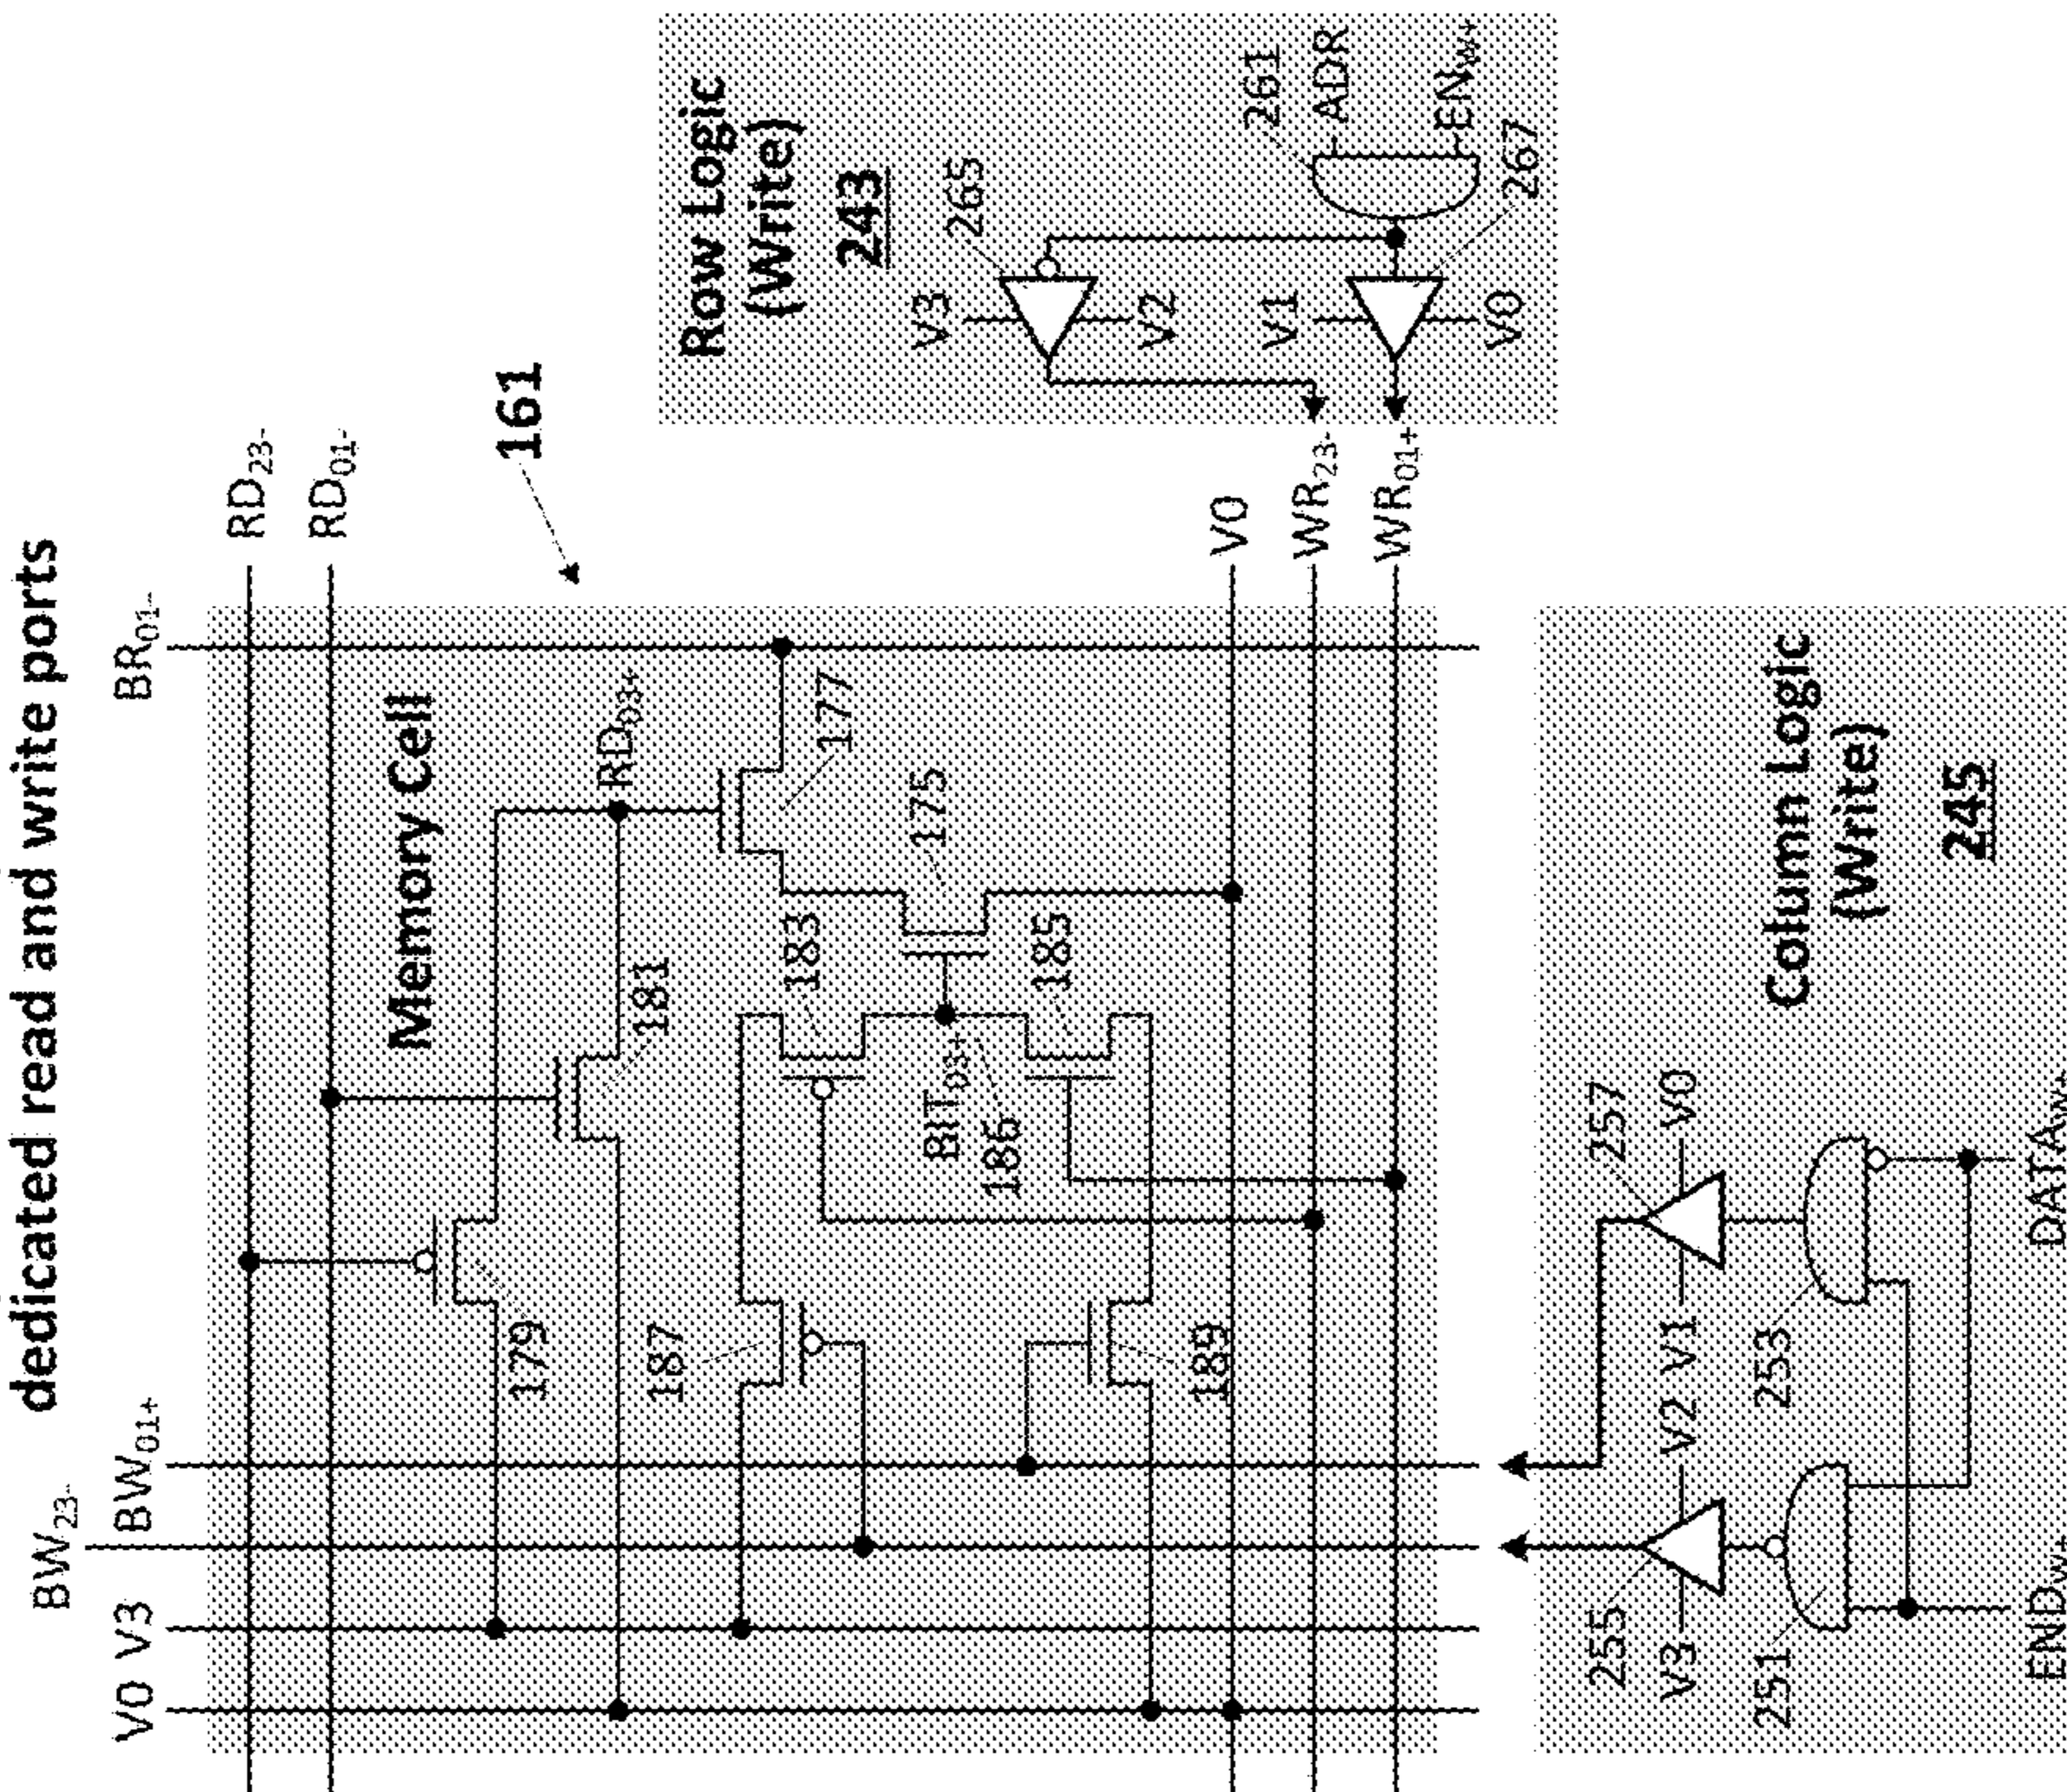 dedicated read and write ports
BW23-
V0 V3 BW01+
BR01-
RD23-
RD01-
Memory Cell
161
RD03+
179
181
187
183
177
175
BIT03+
186
185
189
V0
WR23-
WR01+
Row Logic
(Write)
243
V3
265
V2
V1
261
ADR
ENW+
V0
267
255
V3
V2
V1
257
V0
251
253
ENDW+
DATAW+
Column Logic
(Write)
245